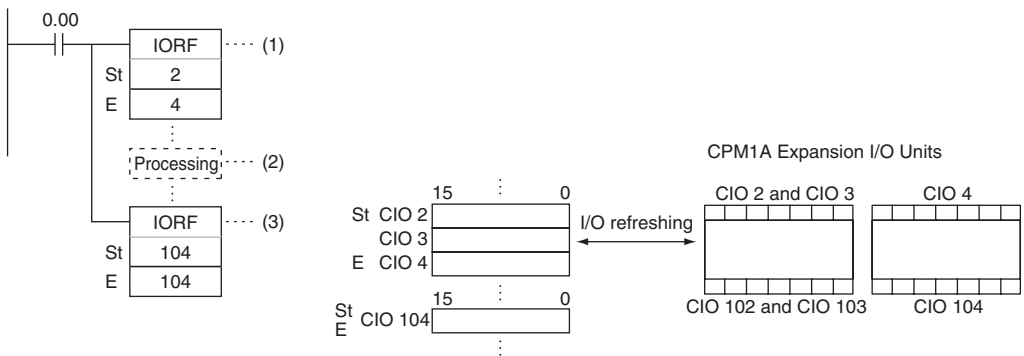 0.00
IORF (1)
St 2
E 4
Processing (2)
IORF (3)
St 104
E 104
15 0
St CIO 2
CIO 3
E CIO 4
15 0
St
E CIO 104
I/O refreshing
CPM1A Expansion I/O Units
CIO 2 and CIO 3 CIO 4
CIO 102 and CIO 103 CIO 104